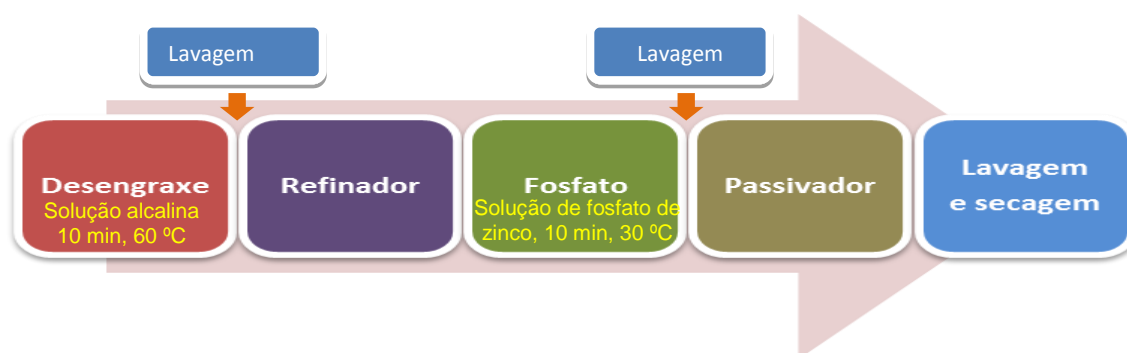 Lavagem
Lavagem
Desengraxe
Solução alcalina
10 min, 60 ºC
Refinador
Fosfato
Solução de fosfato de
zinco, 10 min, 30 ºC
Passivador
Lavagem
e secagem